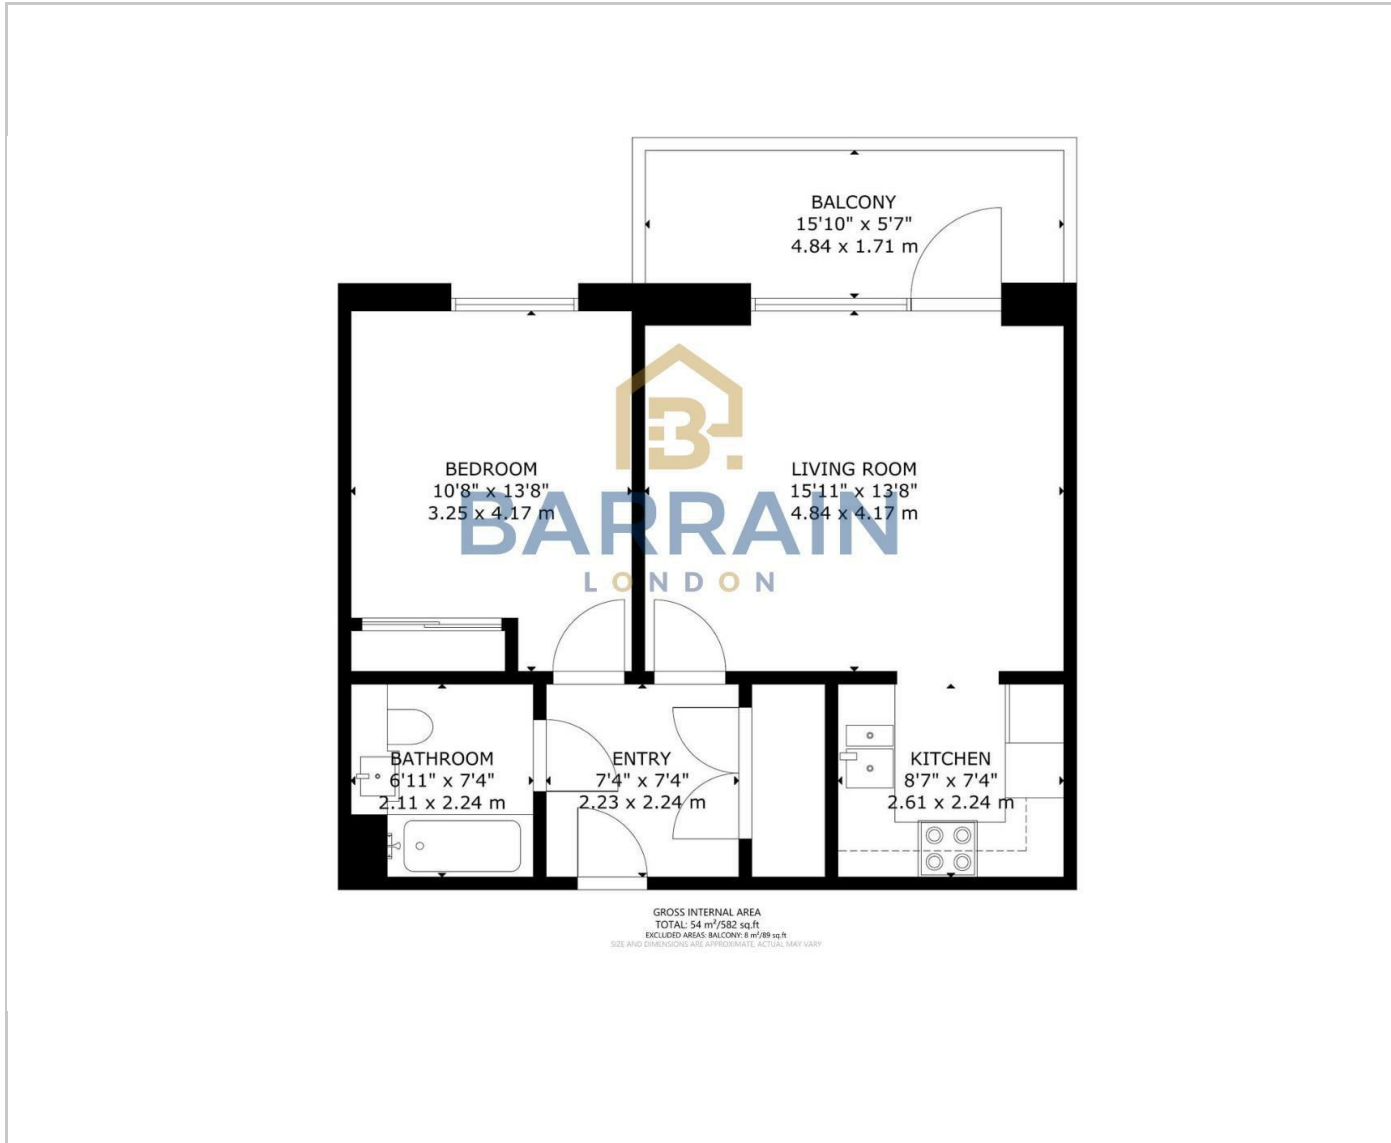 BALCONY
15'10" x 5'7"
4.84 x 1.71 m
BEDROOM
10'8" x 13'8"
3.25 x 4.17 m
LIVING ROOM
15'11" x 13'8"
4.84 x 4.17 m
B.
BARRAIN
LONDON
BATHROOM
6'11" x 7'4"
2.11 x 2.24 m
ENTRY
7'4" x 7'4"
2.23 x 2.24 m
KITCHEN
8'7" x 7'4"
2.61 x 2.24 m
GROSS INTERNAL AREA
TOTAL: 54 m²/582 sq.ft
EXCLUDED AREAS: BALCONY: 8 m²/89 sq.ft
SIZE AND DIMENSIONS ARE APPROXIMATE, ACTUAL MAY VARY